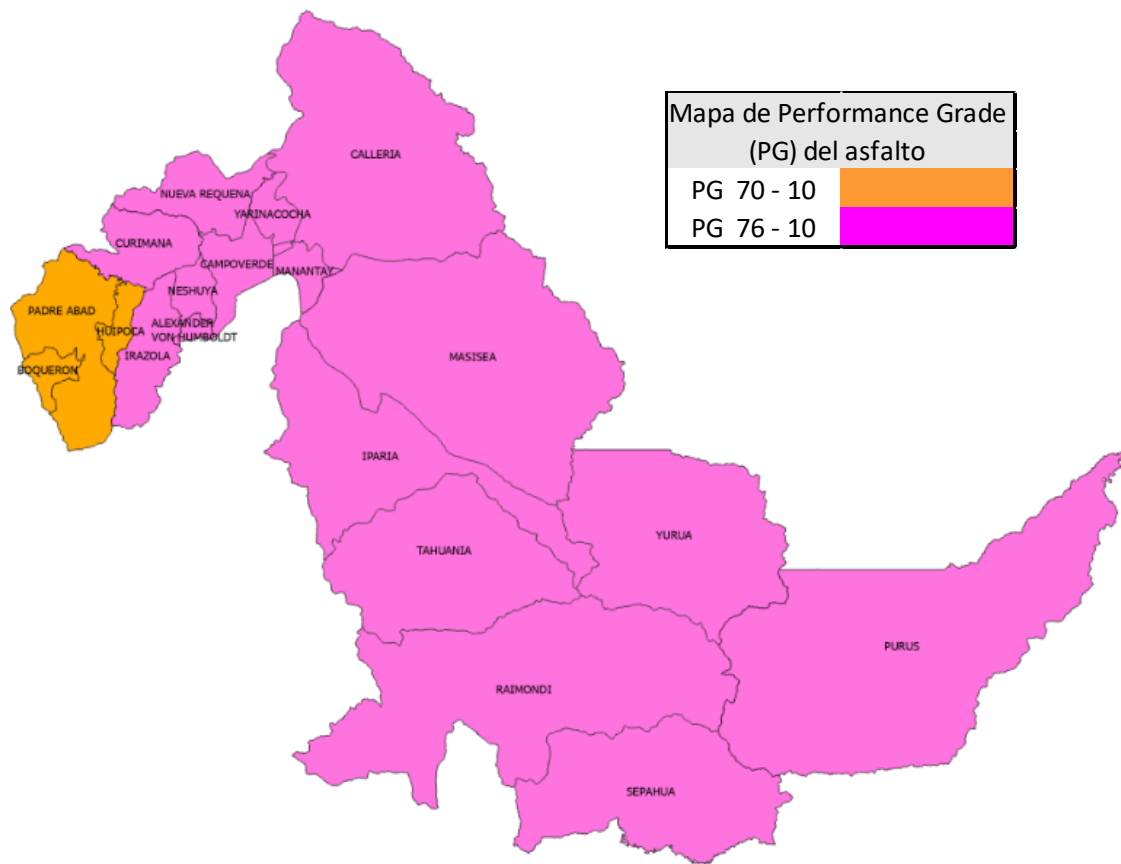 Mapa de Performance Grade
(PG) del asfalto
PG 70 - 10
PG 76 - 10
CALLERIA
NUEVA REQUENA
YARINACOCHA
CURIMANA
CAMPOVERDE
MANANTAY
NESHUYA
PADRE ABAD
HUIPOCA
ALEXANDER
VON HUMBOLDT
IRAZOLA
BOQUERON
MASISEA
IPARIA
YURUA
TAHUANIA
PURUS
RAIMONDI
SEPAHUA